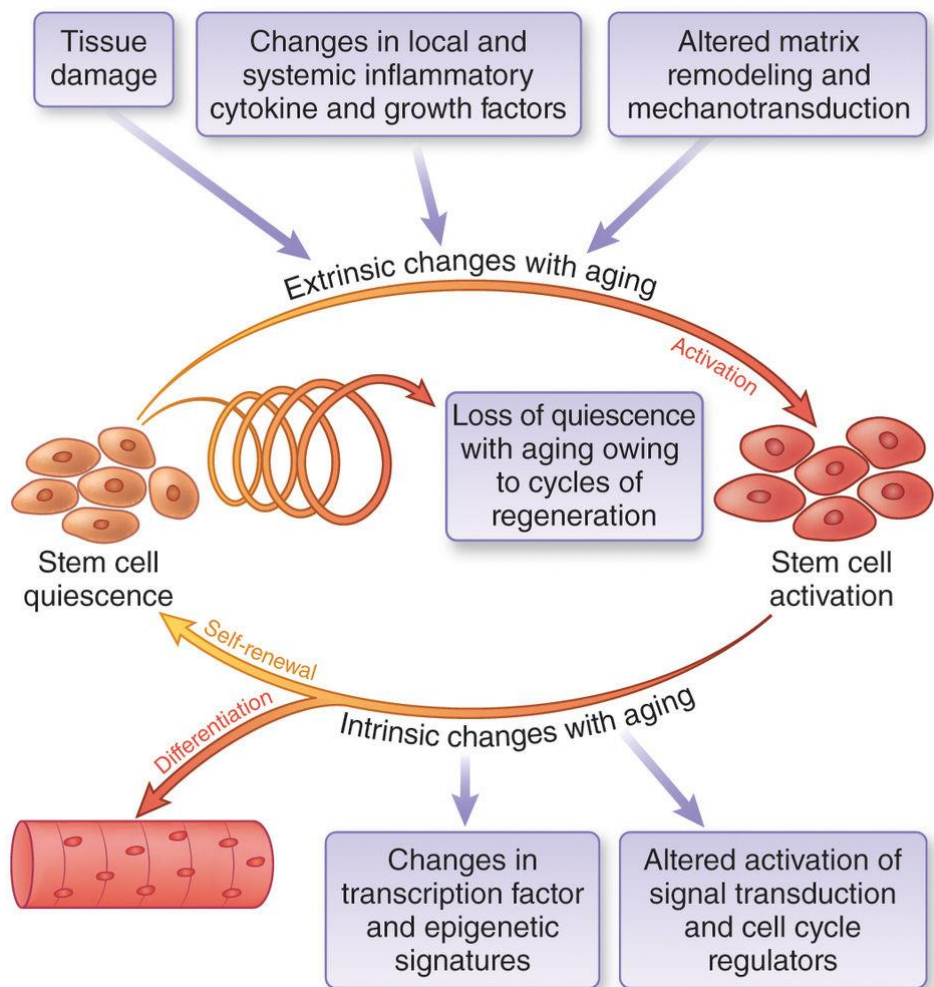 Tissue
damage
Changes in local and
systemic inflammatory
cytokine and growth factors
Altered matrix
remodeling and
mechanotransduction
Extrinsic changes with aging
Activation
Loss of quiescence
with aging owing
to cycles of
regeneration
Stem cell
quiescence
Stem cell
activation
Self-renewal
Differentiation
Intrinsic changes with aging
Changes in
transcription factor
and epigenetic
signatures
Altered activation of
signal transduction
and cell cycle
regulators